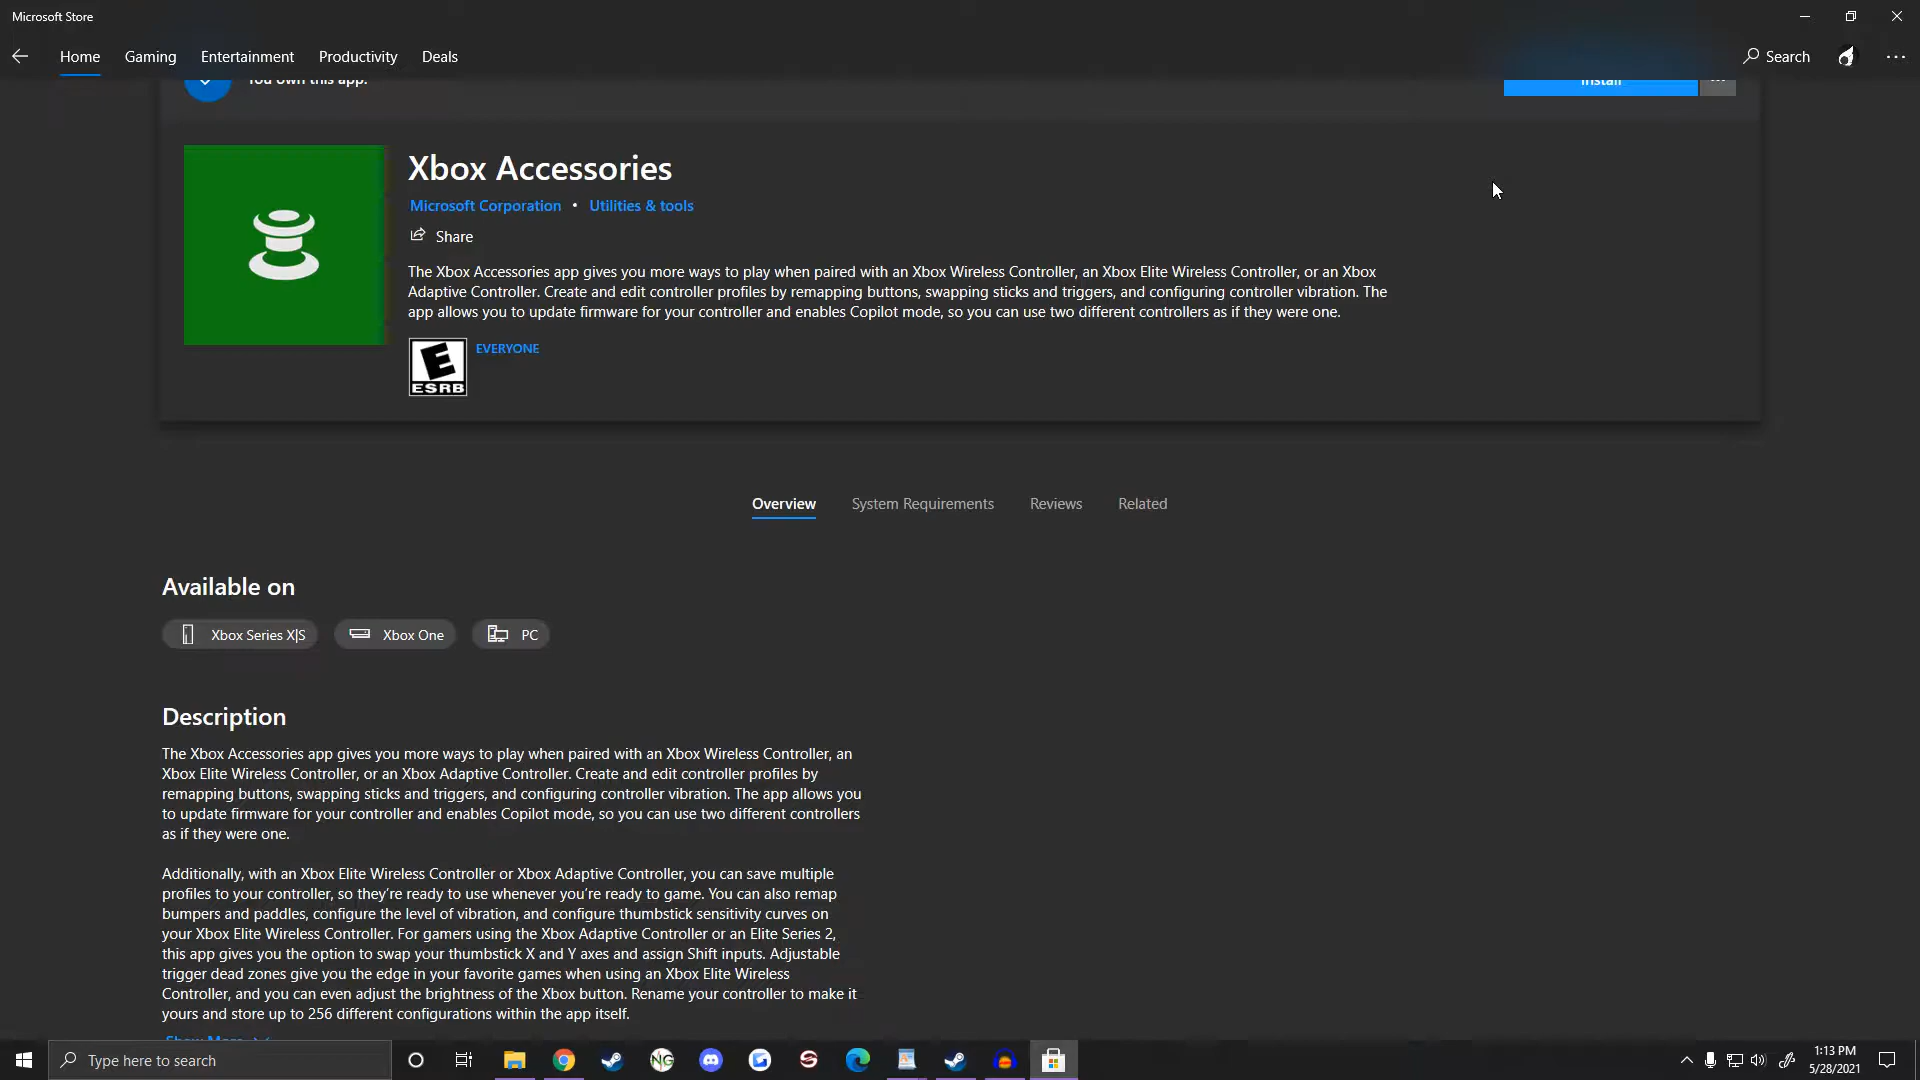 Microsoft Store
Home Gaming Entertainment Productivity Deals
Search
You own this app.
Install
Xbox Accessories
Microsoft Corporation • Utilities & tools
Share
The Xbox Accessories app gives you more ways to play when paired with an Xbox Wireless Controller, an Xbox Elite Wireless Controller, or an Xbox
Adaptive Controller. Create and edit controller profiles by remapping buttons, swapping sticks and triggers, and configuring controller vibration. The
app allows you to update firmware for your controller and enables Copilot mode, so you can use two different controllers as if they were one.
E
ESRB
EVERYONE
Overview System Requirements Reviews Related
Available on
Xbox Series X|S Xbox One PC
Description
The Xbox Accessories app gives you more ways to play when paired with an Xbox Wireless Controller, an
Xbox Elite Wireless Controller, or an Xbox Adaptive Controller. Create and edit controller profiles by
remapping buttons, swapping sticks and triggers, and configuring controller vibration. The app allows you
to update firmware for your controller and enables Copilot mode, so you can use two different controllers
as if they were one.
Additionally, with an Xbox Elite Wireless Controller or Xbox Adaptive Controller, you can save multiple
profiles to your controller, so they're ready to use whenever you're ready to game. You can also remap
bumpers and paddles, configure the level of vibration, and configure thumbstick sensitivity curves on
your Xbox Elite Wireless Controller. For gamers using the Xbox Adaptive Controller or an Elite Series 2,
this app gives you the option to swap your thumbstick X and Y axes and assign Shift inputs. Adjustable
trigger dead zones give you the edge in your favorite games when using an Xbox Elite Wireless
Controller, and you can even adjust the brightness of the Xbox button. Rename your controller to make it
yours and store up to 256 different configurations within the app itself.
Show More
Type here to search
NG
1:13 PM
5/28/2021